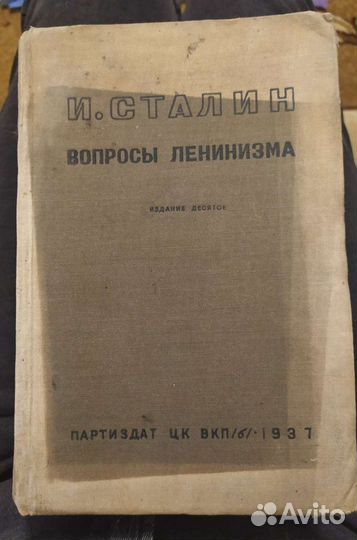 И. СТАЛИН
ВОПРОСЫ ЛЕНИНИЗМА
ИЗДАНИЕ ДЕСЯТОЕ
ПАРТИЗДАТ ЦК ВКП/б/·1937
Avito